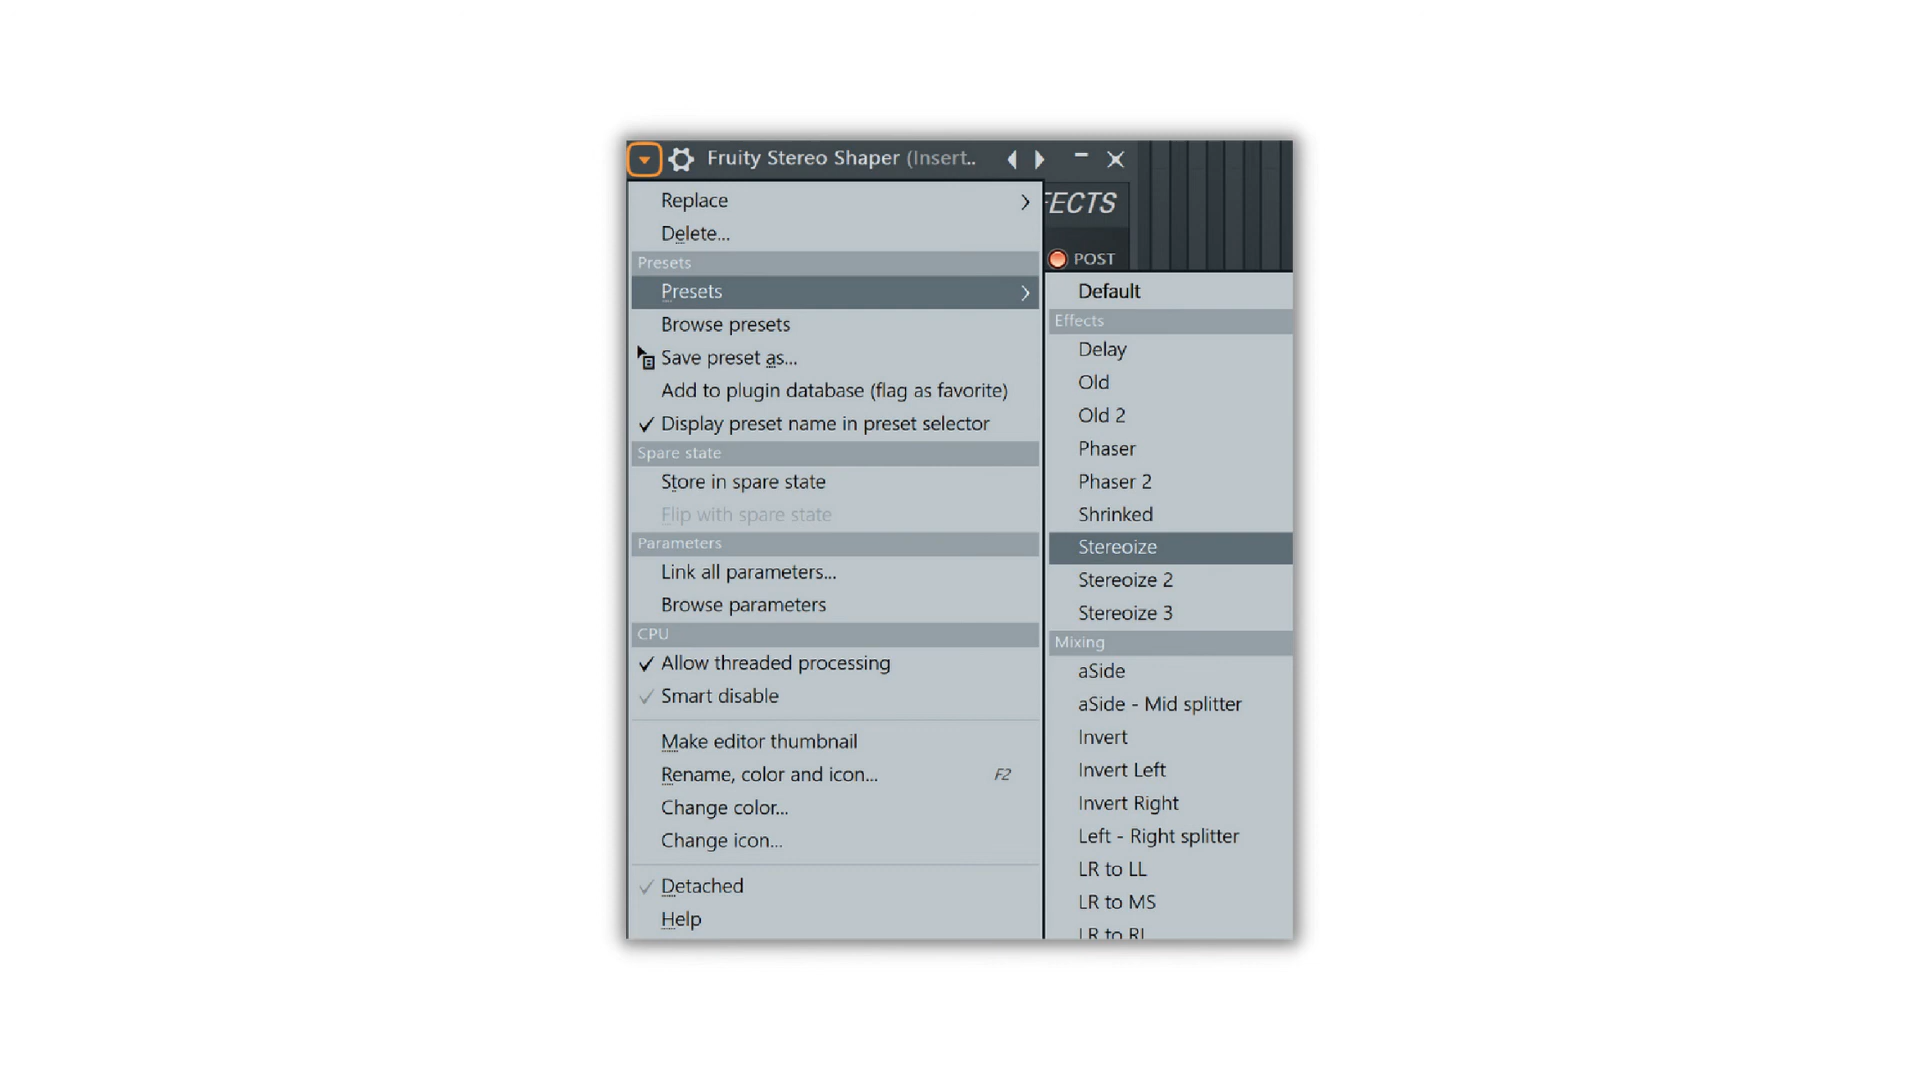 Fruity Stereo Shaper (Insert..
Replace
Delete...
Presets
Presets
Browse presets
Save preset as...
Add to plugin database (flag as favorite)
Display preset name in preset selector
Spare state
Store in spare state
Flip with spare state
Parameters
Link all parameters...
Browse parameters
CPU
Allow threaded processing
Smart disable
Make editor thumbnail
Rename, color and icon... F2
Change color...
Change icon...
Detached
Help
FECTS
POST
Default
Effects
Delay
Old
Old 2
Phaser
Phaser 2
Shrinked
Stereoize
Stereoize 2
Stereoize 3
Mixing
aSide
aSide - Mid splitter
Invert
Invert Left
Invert Right
Left - Right splitter
LR to LL
LR to MS
LR to RL